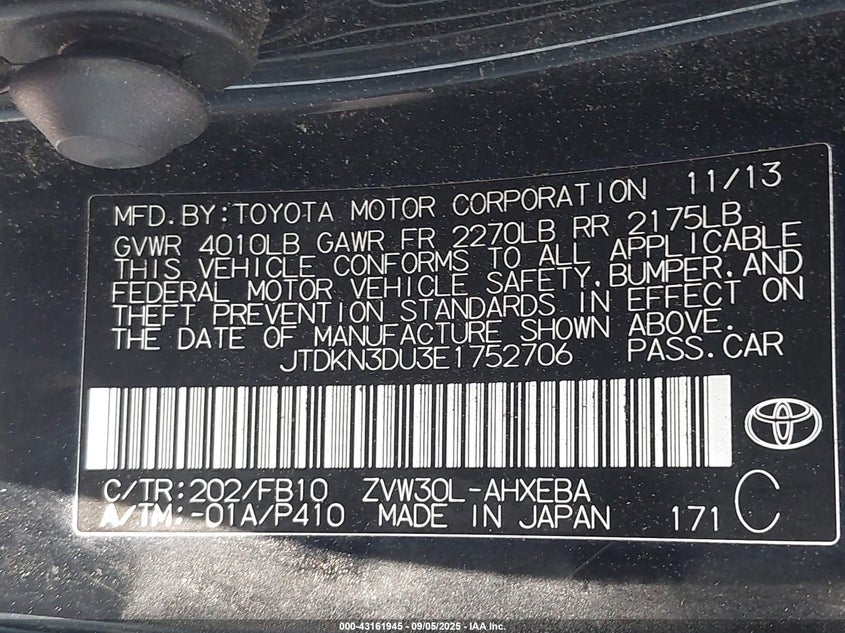 MFD.BY:TOYOTA MOTOR CORPORATION 11/13
GVWR 4010LB GAWR FR 2270LB RR 2175LB
THIS VEHICLE CONFORMS TO ALL APPLICABLE
FEDERAL MOTOR VEHICLE SAFETY,BUMPER,AND
THEFT PREVENTION STANDARDS IN EFFECT ON
THE DATE OF MANUFACTURE SHOWN ABOVE.
JTDKN3DU3E1752706 PASS.CAR
C/TR:202/FB10 ZVW30L-AHXEBA
A/TM:-01A/P410 MADE IN JAPAN 171 C
000-43161945 - 09/05/2025 - IAA Inc.